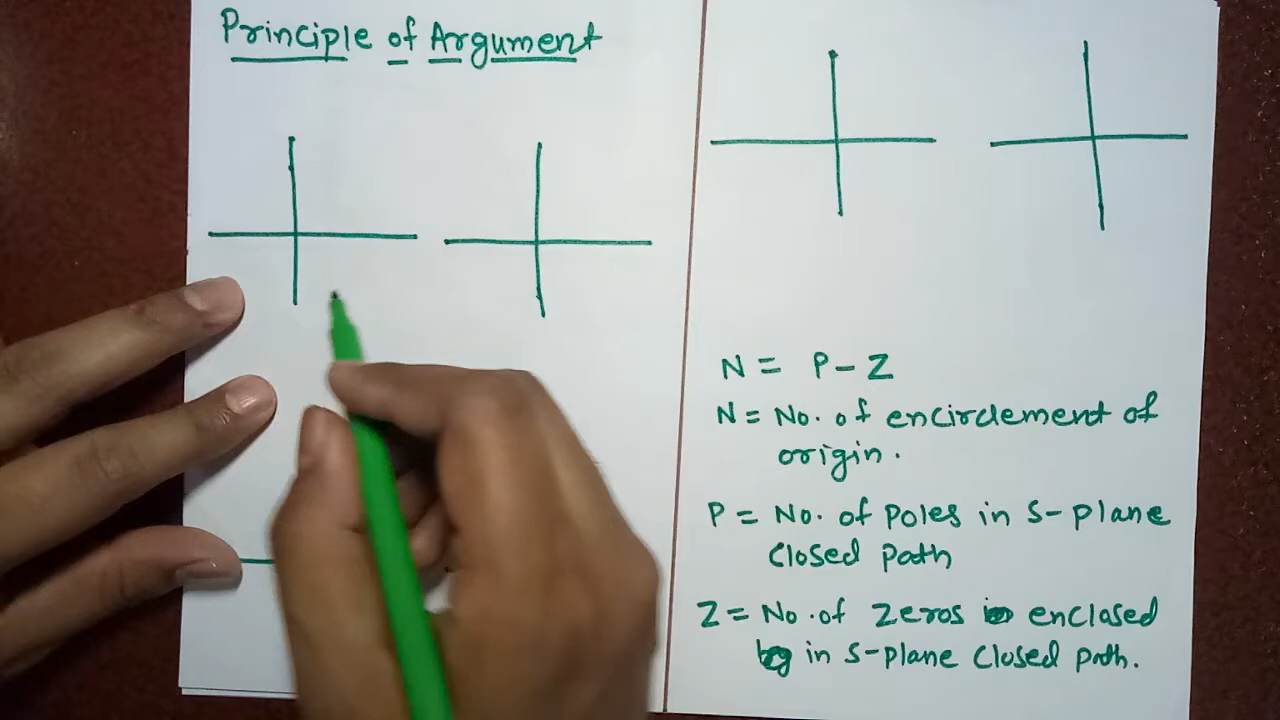 Principle of Argument
N = P - Z
N = No. of encirclement of
origin.
P = No. of Poles in S-plane
Closed Path
Z = No. of Zeros enclosed
in S-plane Closed Path.